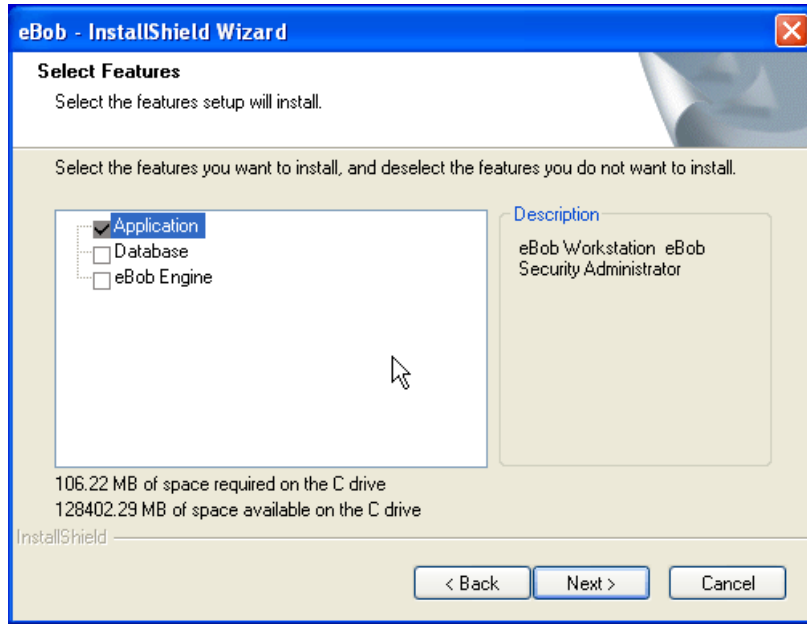 eBob - InstallShield Wizard
Select Features
Select the features setup will install.
Select the features you want to install, and deselect the features you do not want to install.
Application
Database
eBob Engine
Description
eBob Workstation eBob
Security Administrator
106.22 MB of space required on the C drive
128402.29 MB of space available on the C drive
InstallShield
< Back
Next >
Cancel